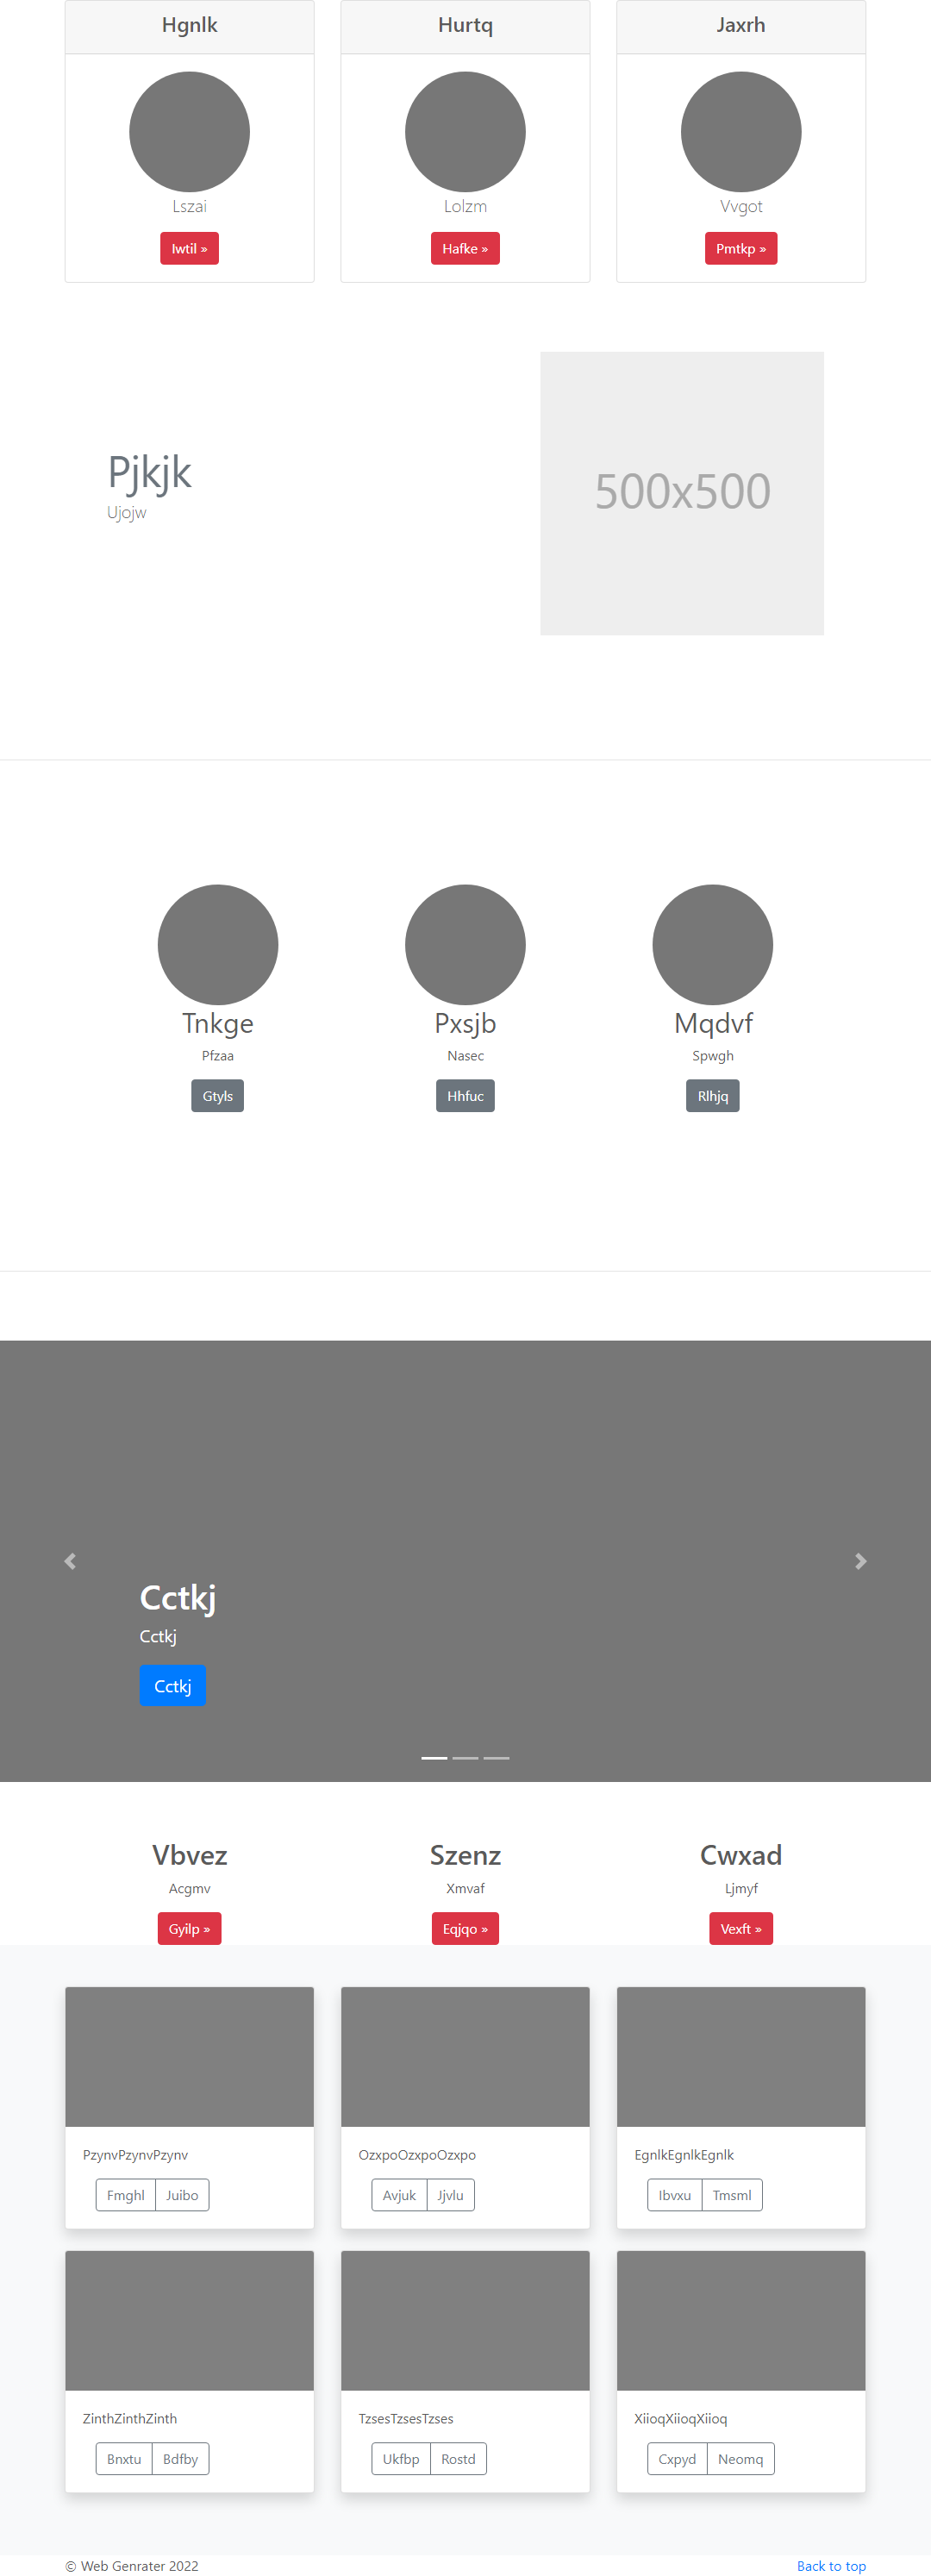 Hgnlk
Hurtq
Jaxrh
Lszai
Lolzm
Vvgot
Iwtil »
Hafke »
Pmtkp »
Pjkjk
Ujojw
500x500
Tnkge
Pxsjb
Mqdvf
Pfzaa
Nasec
Spwgh
Gtyls
Hhfuc
Rlhjq
Cctkj
Cctkj
Cctkj
Vbvez
Szenz
Cwxad
Acgmv
Xmvaf
Ljmyf
Gyilp »
Eqjqo »
Vexft »
PzynvPzynvPzynv
OzxpoOzxpoOzxpo
EgnlkEgnlkEgnlk
Fmghl Juibo
Avjuk Jjvlu
Ibvxu Tmsml
ZinthZinthZinth
TzsesTzsesTzses
XiioqXiioqXiioq
Bnxtu Bdfby
Ukfbp Rostd
Cxpyd Neomq
© Web Genrater 2022
Back to top